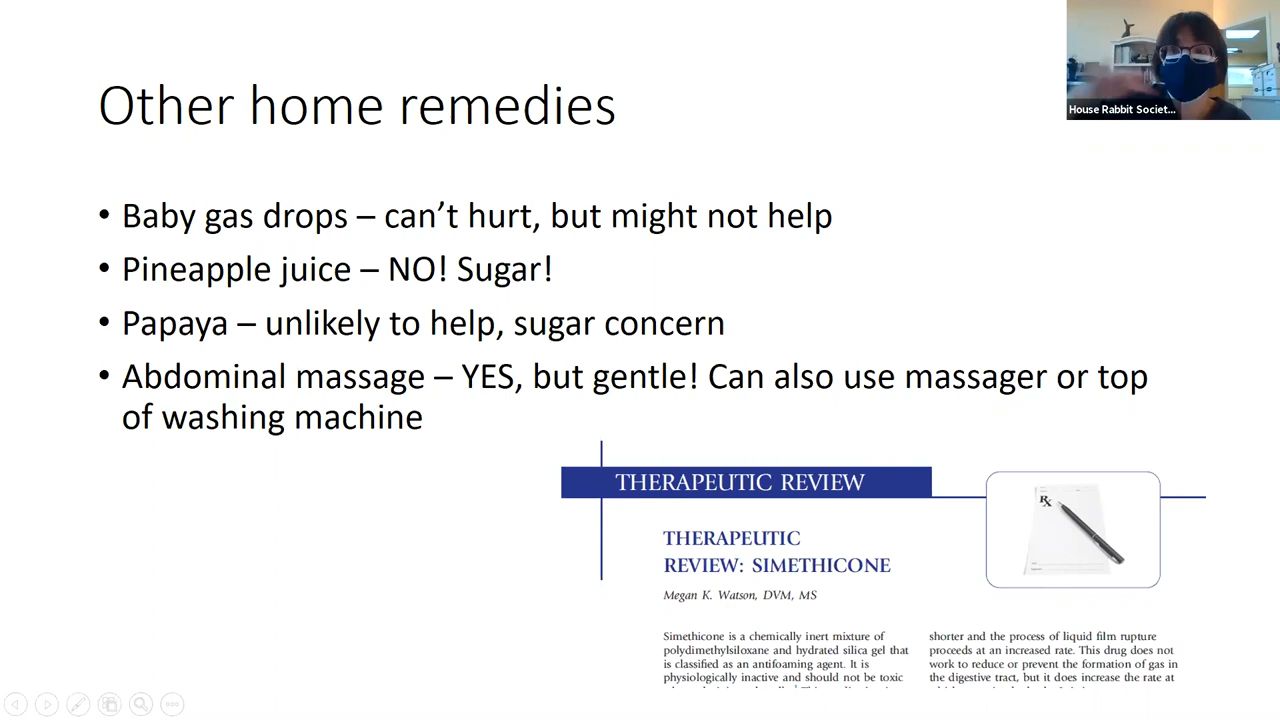 House Rabbit Societ...
Other home remedies
• Baby gas drops – can't hurt, but might not help
• Pineapple juice – NO! Sugar!
• Papaya – unlikely to help, sugar concern
• Abdominal massage – YES, but gentle! Can also use massager or top
of washing machine
THERAPEUTIC REVIEW
Rx
THERAPEUTIC
REVIEW: SIMETHICONE
Megan K. Watson, DVM, MS
Simethicone is a chemically inert mixture of
polydimethylsiloxane and hydrated silica gel that
is classified as an antifoaming agent. It is
physiologically inactive and should not be toxic
shorter and the process of liquid film rupture
proceeds at an increased rate. This drug does not
work to reduce or prevent the formation of gas in
the digestive tract, but it does increase the rate at